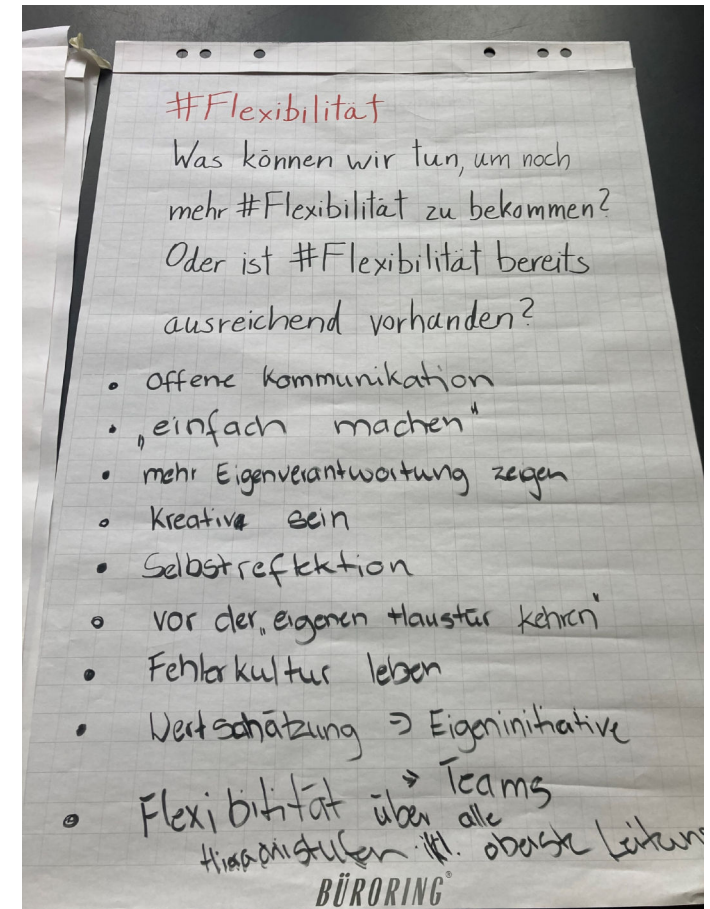 #Flexibilität
Was können wir tun, um noch
mehr #Flexibilität zu bekommen?
Oder ist #Flexibilität bereits
ausreichend vorhanden?
• offene Kommunikation
• „einfach machen"
• mehr Eigenverantwortung zeigen
• Kreativ sein
• Selbstreflektion
• vor der „eigenen Haustür kehren"
• Fehlerkultur leben
• Wertschätzung ⇒ Eigeninitiative
→ Teams
• Flexibilität über alle
Hierarchiestufen inkl. oberste Leitung
BÜRORING®